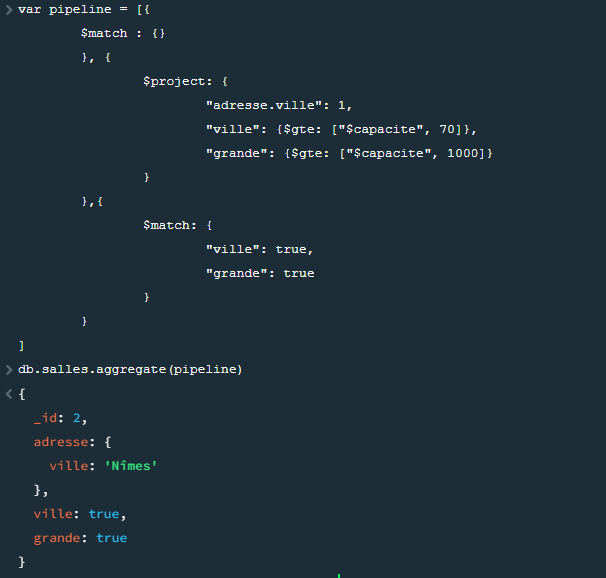 var pipeline = [{
$match : {}
}, {
$project: {
"adresse.ville": 1,
"ville": {$gte: ["$capacite", 70]},
"grande": {$gte: ["$capacite", 1000]}
}
},{
$match: {
"ville": true,
"grande": true
}
}
]
db.salles.aggregate(pipeline)
{
_id: 2,
adresse: {
ville: 'Nîmes'
},
ville: true,
grande: true
}